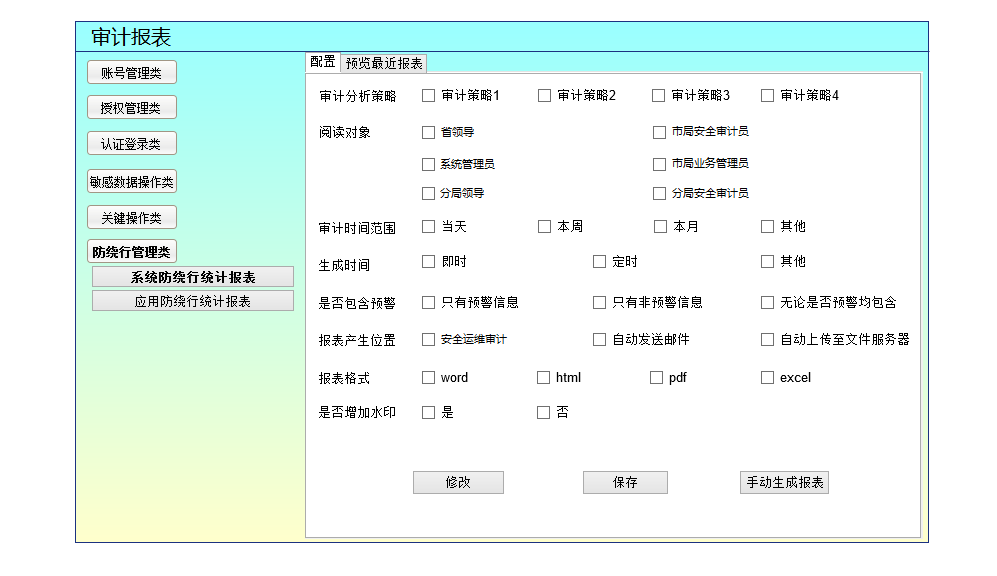 审计报表
账号管理类
授权管理类
认证登录类
敏感数据操作类
关键操作类
防绕行管理类
系统防绕行统计报表
应用防绕行统计报表
配置 预览最近报表
审计分析策略 审计策略1 审计策略2 审计策略3 审计策略4
阅读对象 省领导 市局安全审计员
系统管理员 市局业务管理员
分局领导 分局安全审计员
审计时间范围 当天 本周 本月 其他
生成时间 即时 定时 其他
是否包含预警 只有预警信息 只有非预警信息 无论是否预警均包含
报表产生位置 安全运维审计 自动发送邮件 自动上传至文件服务器
报表格式 word html pdf excel
是否增加水印 是 否
修改 保存 手动生成报表